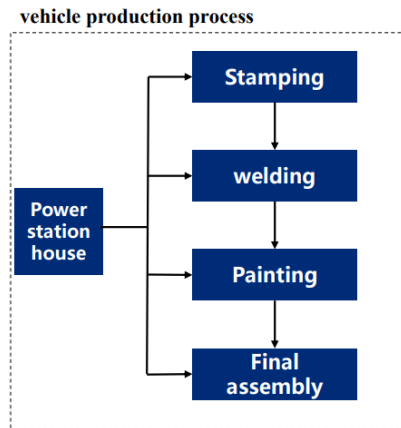 vehicle production process
Stamping
welding
Power
station
house
Painting
Final
assembly